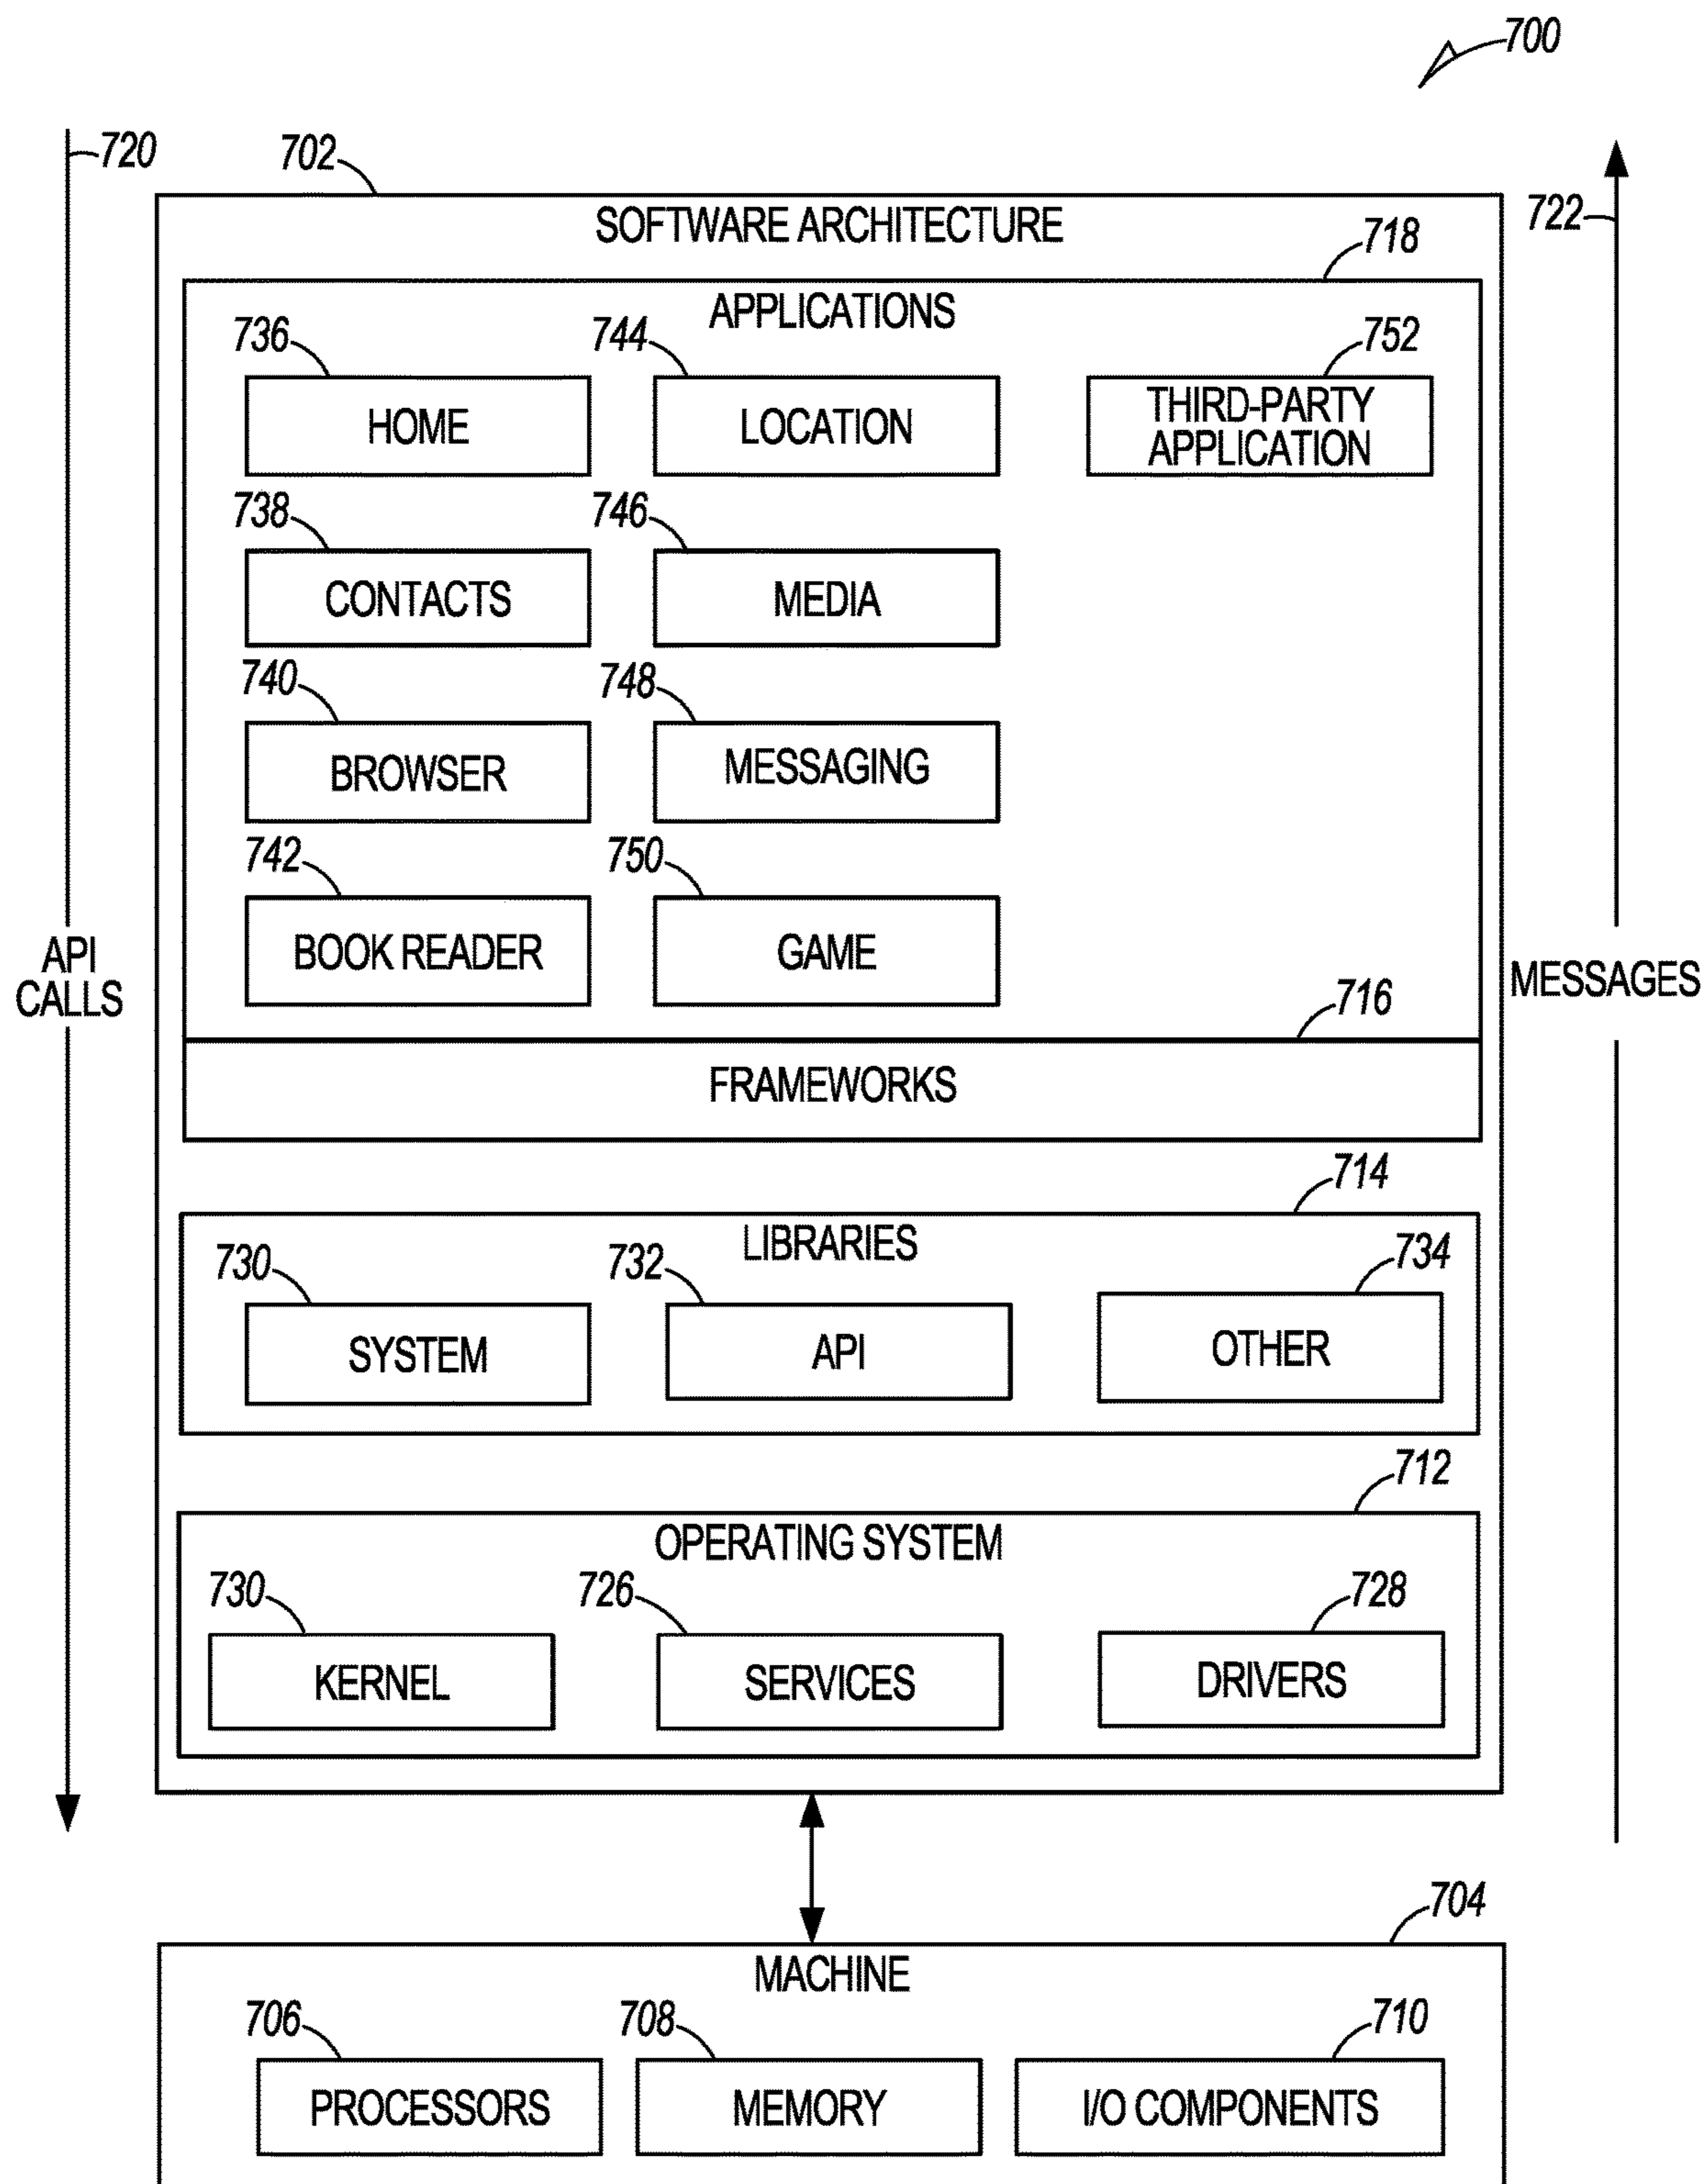 700
720
702
SOFTWARE ARCHITECTURE
722
718
APPLICATIONS
736
744
752
HOME
LOCATION
THIRD-PARTY
APPLICATION
738
746
CONTACTS
MEDIA
740
748
BROWSER
MESSAGING
742
750
BOOK READER
GAME
API
CALLS
MESSAGES
716
FRAMEWORKS
714
LIBRARIES
730
732
734
SYSTEM
API
OTHER
712
OPERATING SYSTEM
730
726
728
KERNEL
SERVICES
DRIVERS
704
MACHINE
706
708
710
PROCESSORS
MEMORY
I/O COMPONENTS